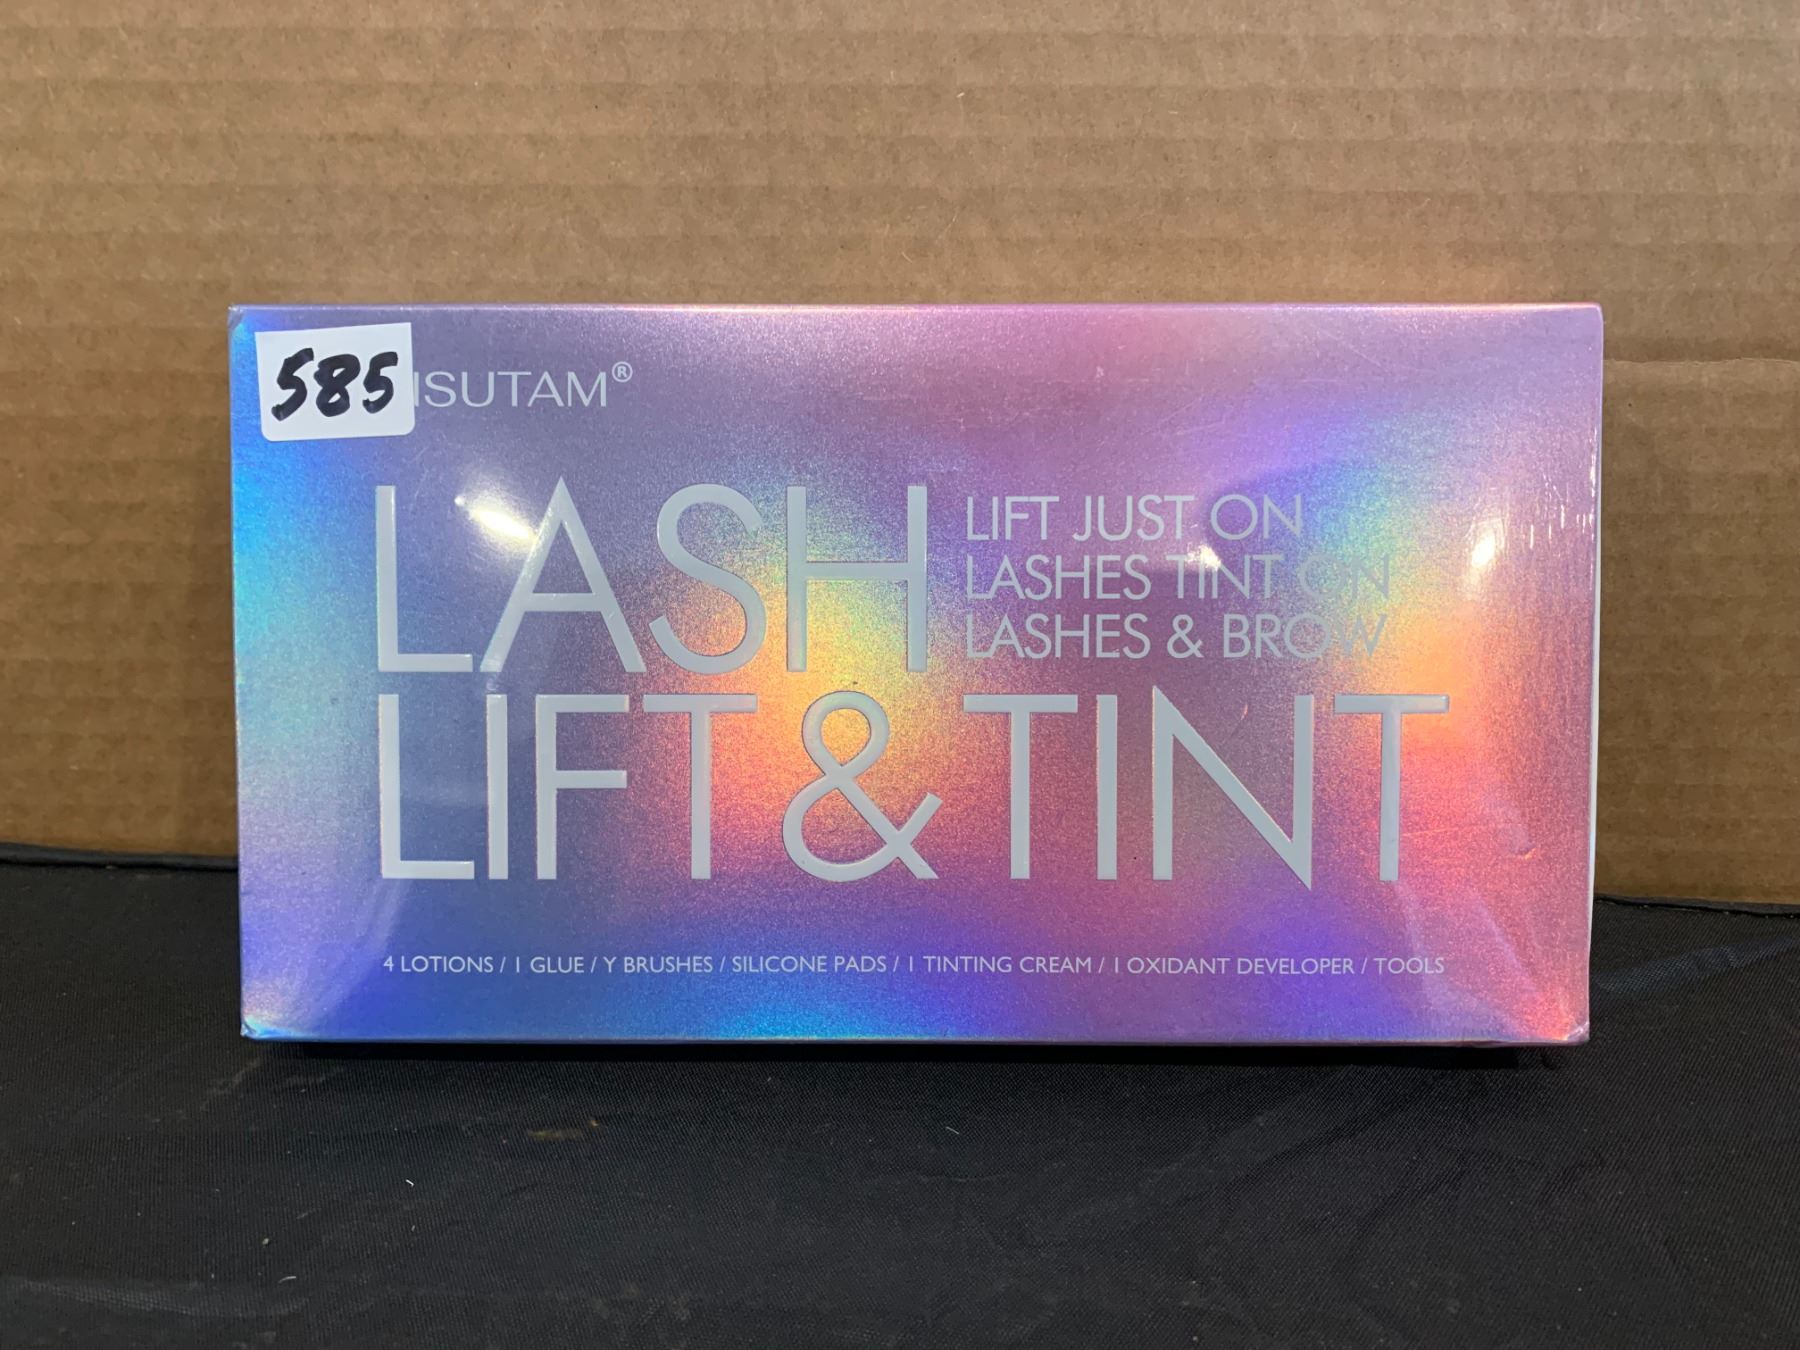 585
ISUTAM®
LASH
LIFT JUST ON
LASHES TINT ON
LASHES & BROW
LIFT & TINT
4 LOTIONS / 1 GLUE / Y BRUSHES / SILICONE PADS / 1 TINTING CREAM / 1 OXIDANT DEVELOPER / TOOLS